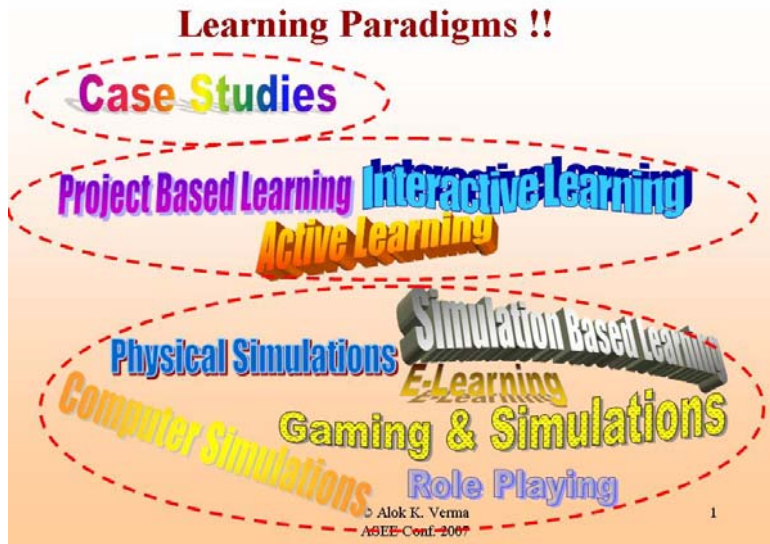 Learning Paradigms !!
Case Studies
Project Based Learning
Interactive Learning
Active Learning
Simulation Based Learning
Physical Simulations
E-Learning
Computer Simulations
Gaming & Simulations
Role Playing
© Alok K. Verma
ASEE Conf. 2007
1